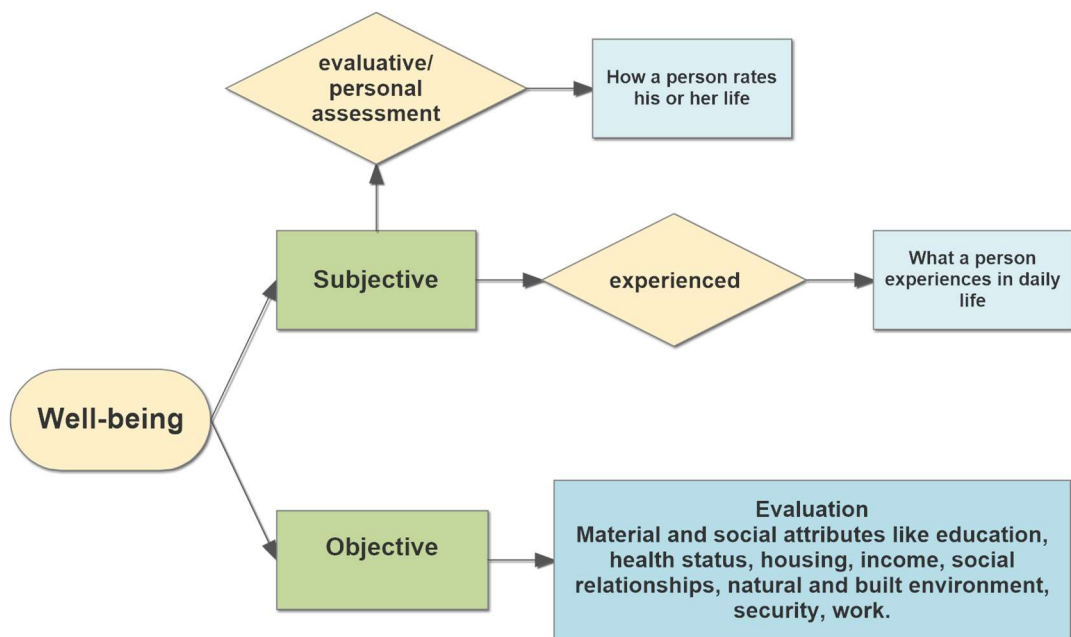 evaluative/
personal
assessment
How a person rates
his or her life
Subjective
experienced
What a person
experiences in daily
life
Well-being
Objective
Evaluation
Material and social attributes like education,
health status, housing, income, social
relationships, natural and built environment,
security, work.